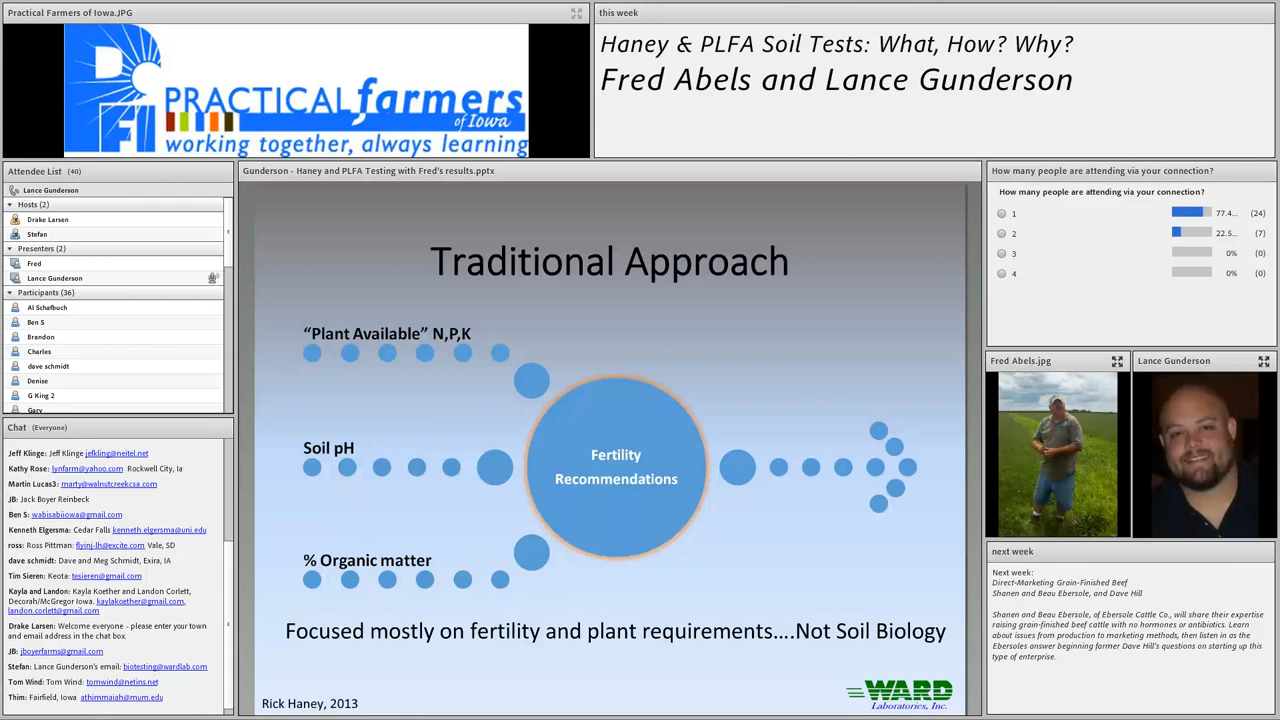 Practical Farmers of Iowa.JPG
PRACTICAL farmers
of Iowa
PFI
working together, always learning
this week
Haney & PLFA Soil Tests: What, How? Why?
Fred Abels and Lance Gunderson
Attendee List (40)
Lance Gunderson
Hosts (2)
Drake Larsen
Stefan
Presenters (2)
Fred
Lance Gunderson
Participants (36)
Al Schafbuch
Ben S
Brandon
Charles
dave schmidt
Denise
G King 2
Gary
Chat (Everyone)
Jeff Klinge: jefkling@neitel.net
Kathy Rose: lynfarm@yahoo.com Rockwell City, Ia
Martin Lucas3: marty@walnutcreekcsa.com
JB: Jack Boyer Reinbeck
Ben S: wabisabiiowa@gmail.com
Kenneth Elgersma: Cedar Falls kenneth.elgersma@uni.edu
ross: Ross Pittman: flyinj-lh@excite.com Vale, SD
dave schmidt: Dave and Meg Schmidt, Exira, IA
Tim Sieren: Keota: tesieren@gmail.com
Kayla and Landon: Kayla Koether and Landon Corlett,
Decorah/McGregor Iowa. kaylakoether@gmail.com,
landon.corlett@gmail.com
Drake Larsen: Welcome everyone - please enter your town
and email address in the chat box.
JB: jboyerfarms@gmail.com
Stefan: Lance Gunderson's email: biotesting@wardlab.com
Tom Wind: Tom Wind: tomwind@netins.net
Thim: Fairfield, Iowa athimmaiah@mum.edu
Gunderson - Haney and PLFA Testing with Fred's results.pptx
Traditional Approach
“Plant Available” N,P,K
Soil pH
% Organic matter
Fertility
Recommendations
Focused mostly on fertility and plant requirements….Not Soil Biology
Rick Haney, 2013
WARD
Laboratories, Inc.
How many people are attending via your connection?
How many people are attending via your connection?
1 77.4... (24)
2 22.5... (7)
3 0% (0)
4 0% (0)
Fred Abels.jpg
Lance Gunderson
next week
Next week:
Direct-Marketing Grain-Finished Beef
Shanen and Beau Ebersole, and Dave Hill
Shanen and Beau Ebersole, of Ebersole Cattle Co., will share their expertise
raising grain-finished beef cattle with no hormones or antibiotics. Learn
about issues from production to marketing methods, then listen in as the
Ebersoles answer beginning farmer Dave Hill's questions on starting up this
type of enterprise.